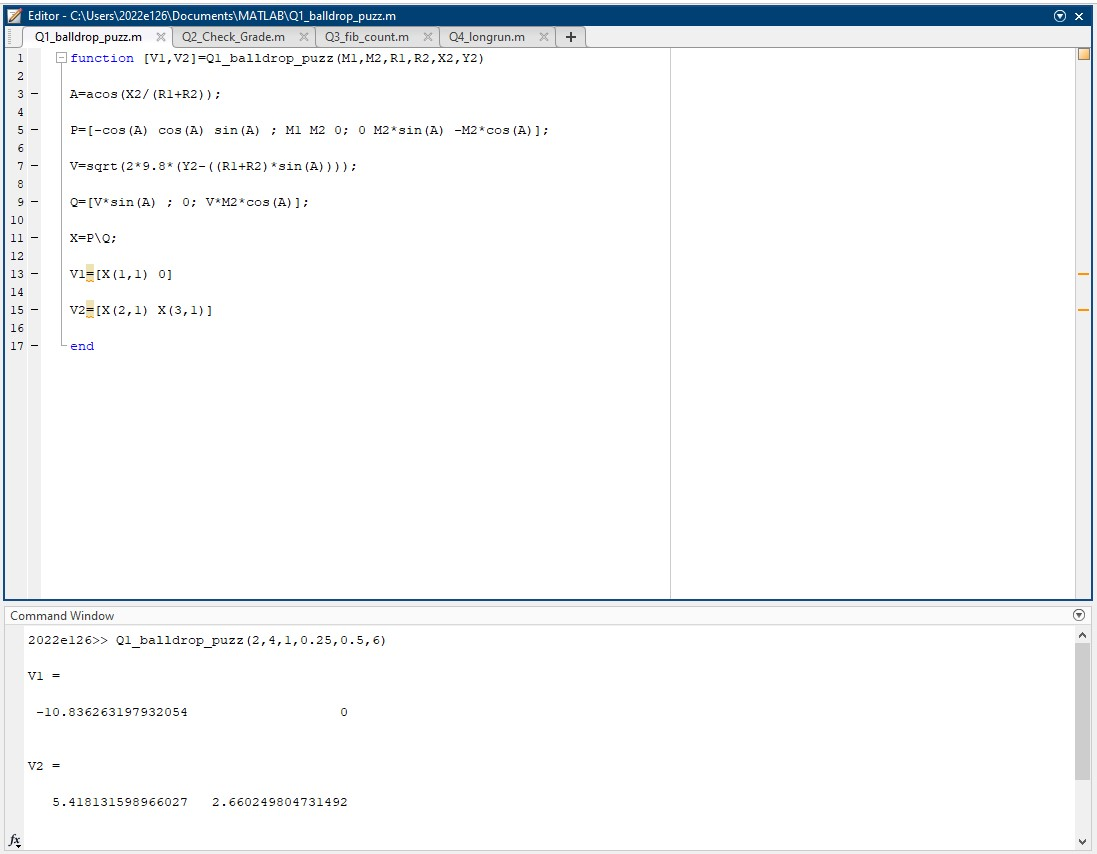 Editor - C:\Users\2022e126\Documents\MATLAB\Q1_balldrop_puzz.m
Q1_balldrop_puzz.m Q2_Check_Grade.m Q3_fib_count.m Q4_longrun.m +
1 function [V1,V2]=Q1_balldrop_puzz(M1,M2,R1,R2,X2,Y2)
2
3 - A=acos(X2/(R1+R2));
4
5 - P=[-cos(A) cos(A) sin(A) ; M1 M2 0; 0 M2*sin(A) -M2*cos(A)];
6
7 - V=sqrt(2*9.8*(Y2-((R1+R2)*sin(A))));
8
9 - Q=[V*sin(A) ; 0; V*M2*cos(A)];
10
11 - X=P\Q;
12
13 - V1=[X(1,1) 0]
14
15 - V2=[X(2,1) X(3,1)]
16
17 - end
Command Window
2022e126>> Q1_balldrop_puzz(2,4,1,0.25,0.5,6)
V1 =
-10.836263197932054 0
V2 =
5.418131598966027 2.660249804731492
fx